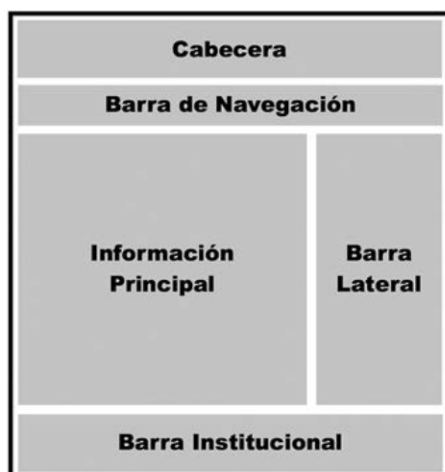 Cabecera
Barra de Navegación
Información
Principal
Barra
Lateral
Barra Institucional